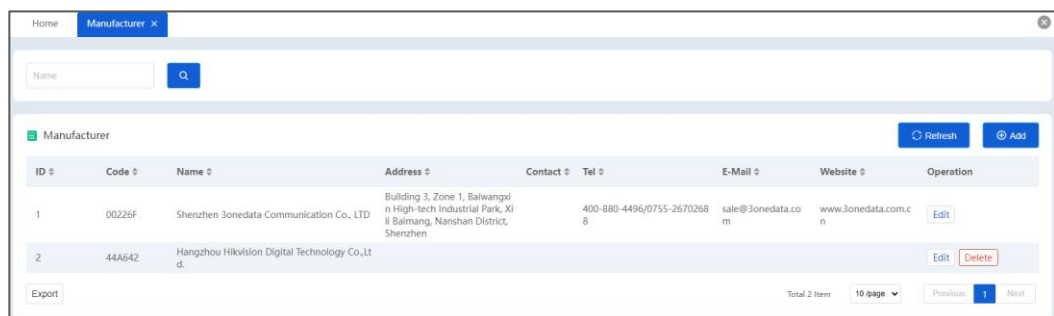 Home Manufacturer ×
Name
Manufacturer Refresh Add
ID Code Name Address Contact Tel E-Mail Website Operation
Building 3, Zone 1, Baiwangxi
n High-tech Industrial Park, Xi
li Baimang, Nanshan District,
Shenzhen
1 00226F Shenzhen 3onedata Communication Co., LTD 400-880-4496/0755-2670268 sale@3onedata.co www.3onedata.com.c Edit
8 m n
2 44A642 Hangzhou Hikvision Digital Technology Co.,Lt Edit Delete
d.
Export Total 2 Item 10 /page Previous 1 Next